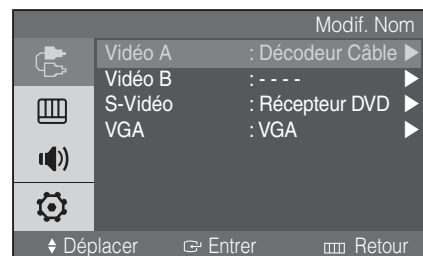 Modif. Nom
Vidéo A : Décodeur Câble
Vidéo B : - - - -
S-Vidéo : Récepteur DVD
VGA : VGA
Déplacer Entrer Retour